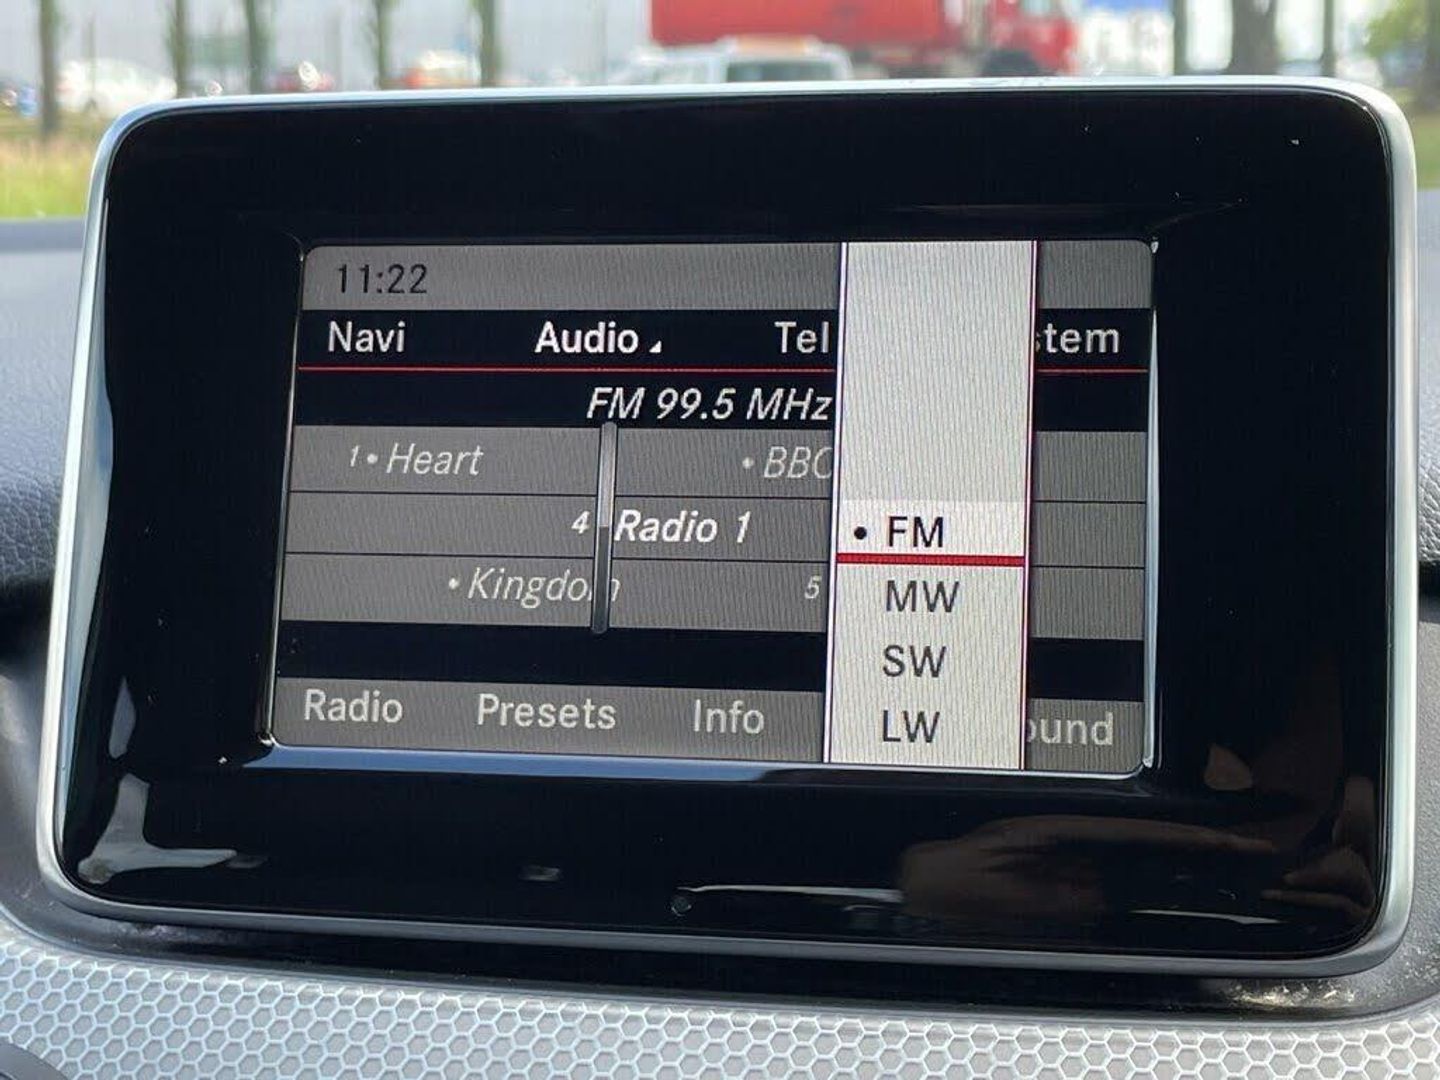 11:22
Navi Audio Tel stem
FM 99.5 MHz
1 • Heart • BBC
4 Radio 1
• Kingdom 5
• FM
MW
SW
LW
Radio Presets Info ound